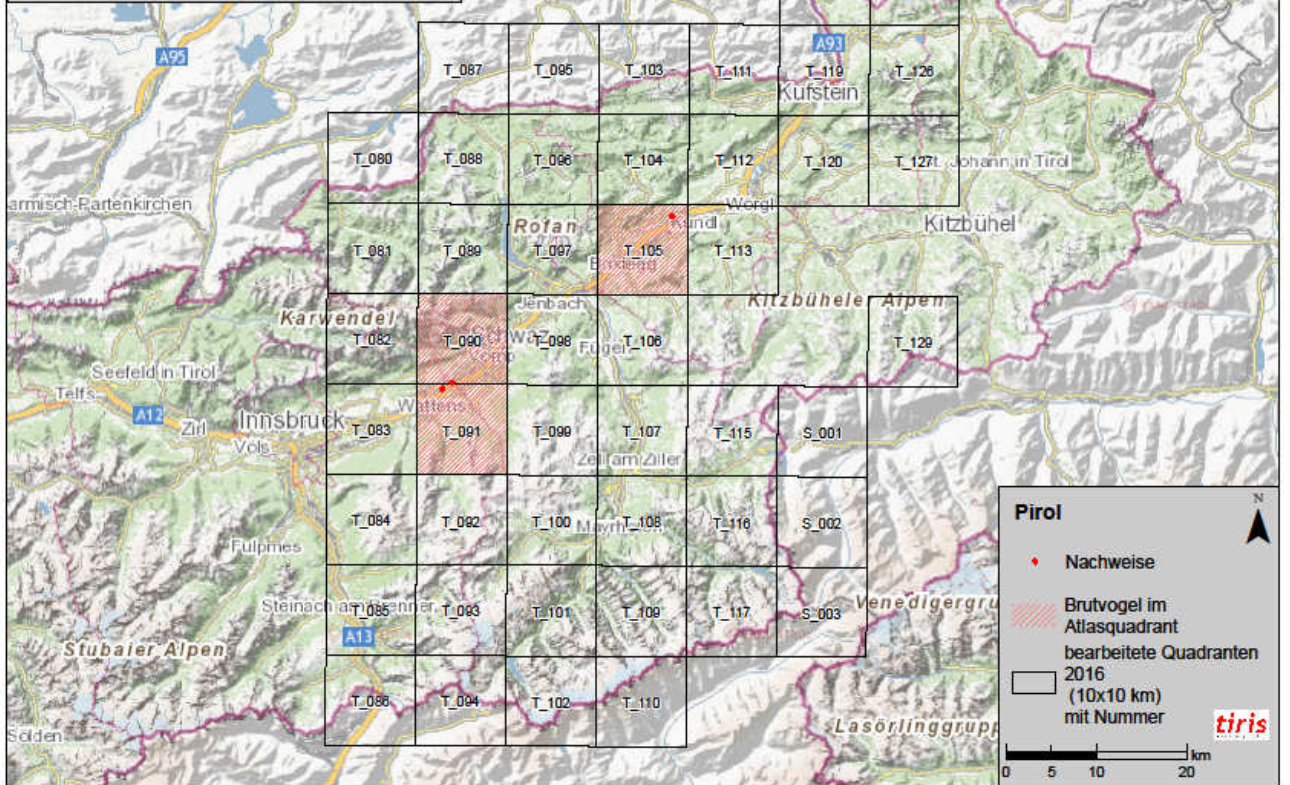 A95
A93
T_087
T_095
T_103
T_111
T_119
T_126
Kufstein
T_080
T_088
T_096
T_104
T_112
T_120
T_127
t. Johann in Tirol
armisch-Partenkirchen
Wörgl
Rofan
Kundl
Kitzbühel
T_081
T_089
T_097
T_105
T_113
Jenbach
Kitzbüheler Alpen
Karwendel
T_082
T_090
T_098
Fügen
T_106
T_129
Seefeld in Tirol
Telfs
A12
Zirl
Innsbruck
Völs
Wattens
T_083
T_091
T_099
T_107
T_115
S_001
Zell am Ziller
T_084
T_092
T_100
Mayrhofen
T_108
T_116
S_002
Fulpmes
Steinach am Brenner
T_085
T_093
T_101
T_109
T_117
S_003
Venedigergru
A13
Stubaier Alpen
T_086
T_094
T_102
T_110
Sölden
Lasörlinggrupp
N
Pirol
Nachweise
Brutvogel im
Atlasquadrant
bearbeitete Quadranten
2016
(10x10 km)
mit Nummer
tiris
km
0 5 10 20